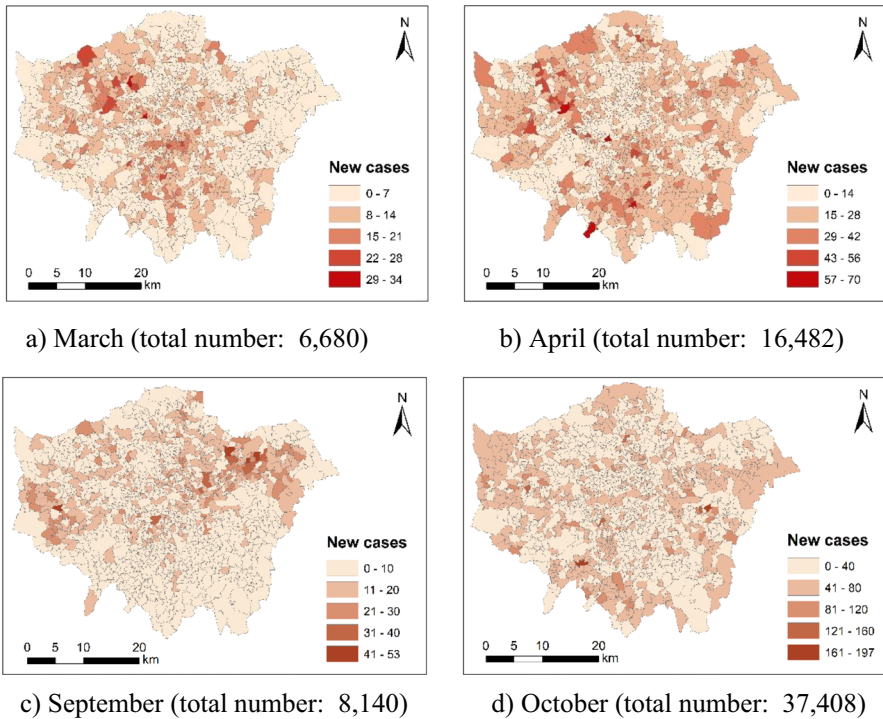 N
New cases
0 - 7
8 - 14
15 - 21
22 - 28
29 - 34
0 5 10 20
km
a) March (total number: 6,680)
N
New cases
0 - 14
15 - 28
29 - 42
43 - 56
57 - 70
0 5 10 20
km
b) April (total number: 16,482)
N
New cases
0 - 10
11 - 20
21 - 30
31 - 40
41 - 53
0 5 10 20
km
c) September (total number: 8,140)
N
New cases
0 - 40
41 - 80
81 - 120
121 - 160
161 - 197
0 5 10 20
km
d) October (total number: 37,408)